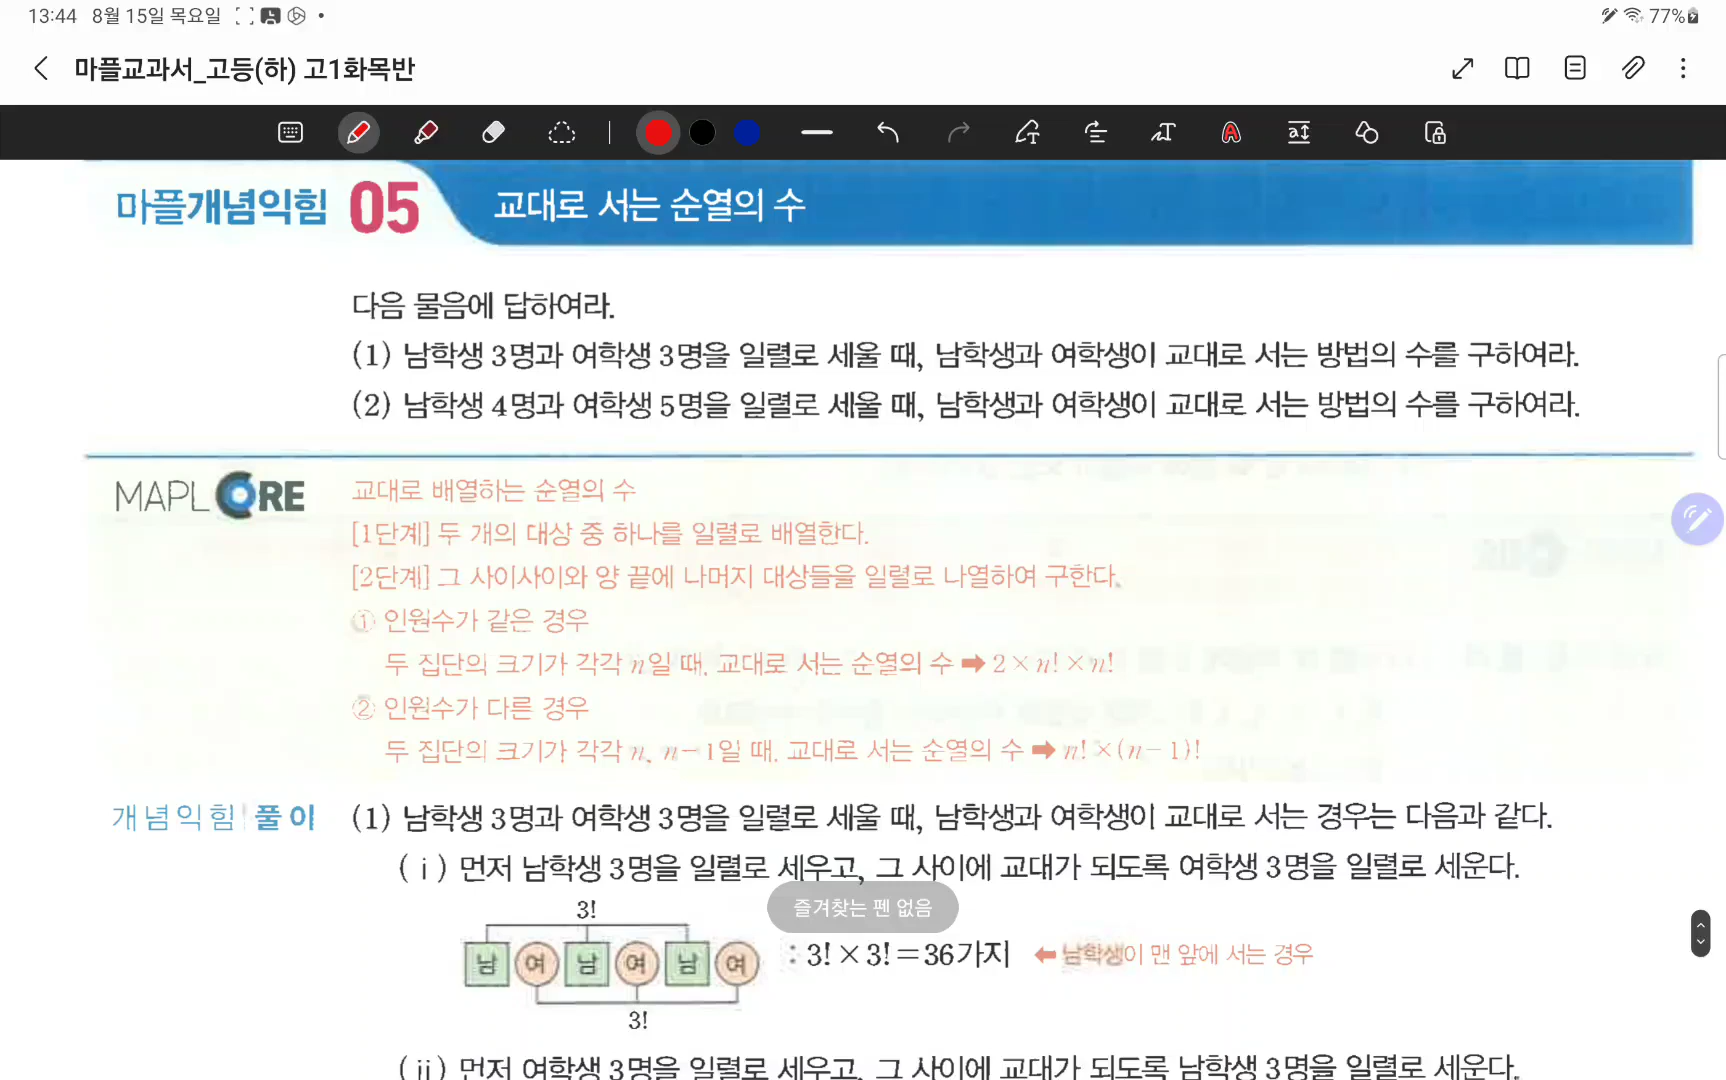 13:44 8월 15일 목요일
77%
마플교과서_고등(하) 고1화목반
마플개념익힘 05 교대로 서는 순열의 수
다음 물음에 답하여라.
(1) 남학생 3명과 여학생 3명을 일렬로 세울 때, 남학생과 여학생이 교대로 서는 방법의 수를 구하여라.
(2) 남학생 4명과 여학생 5명을 일렬로 세울 때, 남학생과 여학생이 교대로 서는 방법의 수를 구하여라.
MAPL CORE 교대로 배열하는 순열의 수
[1단계] 두 개의 대상 중 하나를 일렬로 배열한다.
[2단계] 그 사이사이와 양 끝에 나머지 대상들을 일렬로 나열하여 구한다.
① 인원수가 같은 경우
두 집단의 크기가 각각 n일 때, 교대로 서는 순열의 수 ➡ 2×n!×n!
② 인원수가 다른 경우
두 집단의 크기가 각각 n, n−1일 때, 교대로 서는 순열의 수 ➡ n!×(n−1)!
개념익힘 풀이 (1) 남학생 3명과 여학생 3명을 일렬로 세울 때, 남학생과 여학생이 교대로 서는 경우는 다음과 같다.
(ⅰ) 먼저 남학생 3명을 일렬로 세우고, 그 사이에 교대가 되도록 여학생 3명을 일렬로 세운다.
즐겨찾는 펜 없음
3!
남 여 남 여 남 여 : 3!×3!=36가지 ⬅ 남학생이 맨 앞에 서는 경우
3!
(ⅱ) 먼저 여학생 3명을 일렬로 세우고, 그 사이에 교대가 되도록 남학생 3명을 일렬로 세운다.